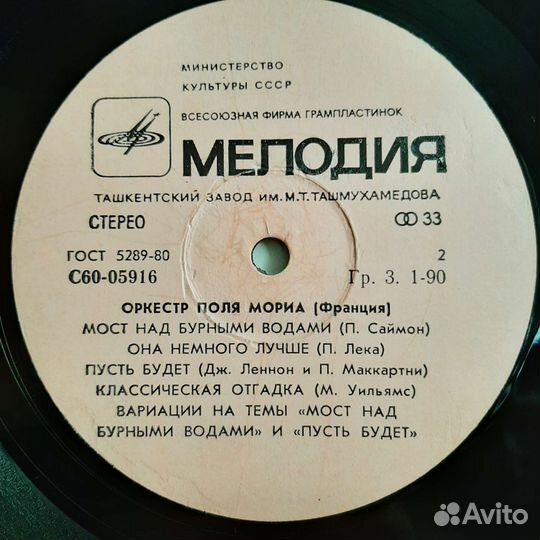 МИНИСТЕРСТВО
КУЛЬТУРЫ СССР
ВСЕСОЮЗНАЯ ФИРМА ГРАМПЛАСТИНОК
МЕЛОДИЯ
ТАШКЕНТСКИЙ ЗАВОД ИМ. М.Т. ТАШМУХАМЕДОВА
СТЕРЕО 33
ГОСТ 5289-80 2
С60-05916 Гр. 3. 1-90
ОРКЕСТР ПОЛЯ МОРИА (Франция)
МОСТ НАД БУРНЫМИ ВОДАМИ (П. Саймон)
ОНА НЕМНОГО ЛУЧШЕ (П. Лека)
ПУСТЬ БУДЕТ (Дж. Леннон и П. Маккартни)
КЛАССИЧЕСКАЯ ОТГАДКА (М. Уильямс)
ВАРИАЦИИ НА ТЕМЫ «МОСТ НАД
БУРНЫМИ ВОДАМИ» И «ПУСТЬ БУДЕТ»
Avito